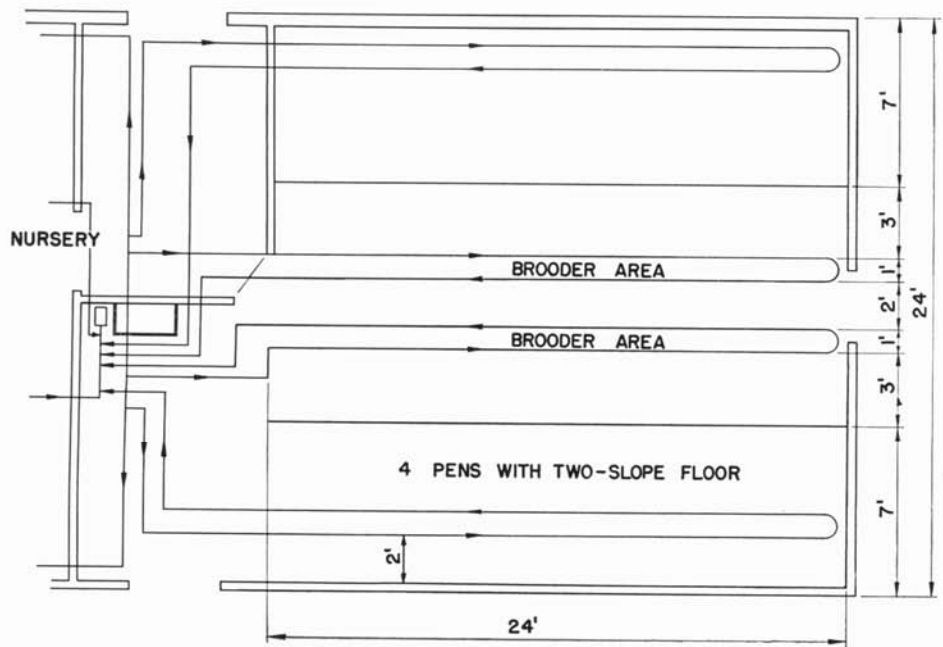 NURSERY
BROODER AREA
BROODER AREA
4 PENS WITH TWO-SLOPE FLOOR
7'
3'
1'
2'
1'
3'
7'
24'
2'
24'